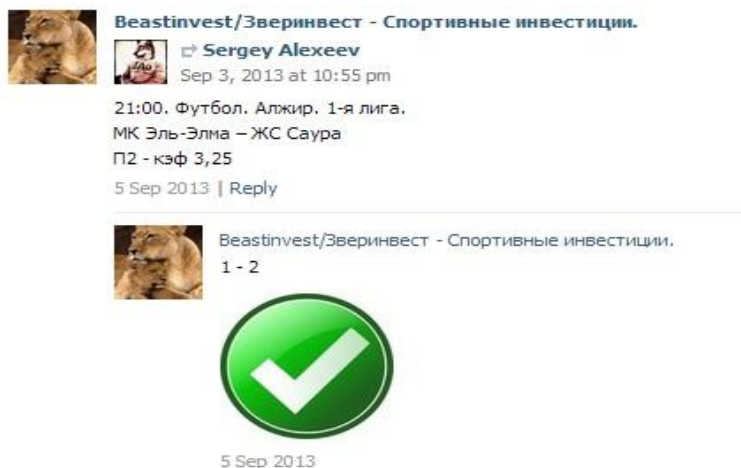 Beastinvest/Зверинвест - Спортивные инвестиции.
Sergey Alexeev
Sep 3, 2013 at 10:55 pm
21:00. Футбол. Алжир. 1-я лига.
МК Эль-Элма – ЖС Саура
П2 - кэф 3,25
5 Sep 2013 | Reply
Beastinvest/Зверинвест - Спортивные инвестиции.
1 - 2
5 Sep 2013